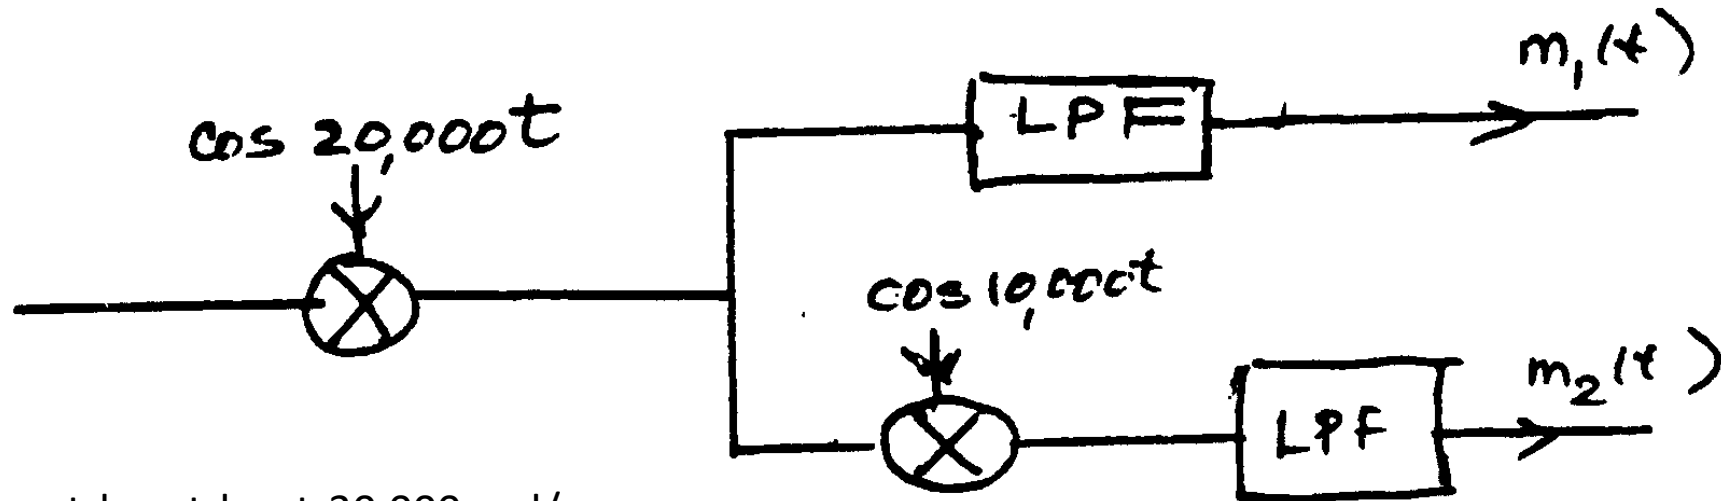 m₁(t)
LPF
cos 20,000t
cos 10,000t
m₂(t)
LPF